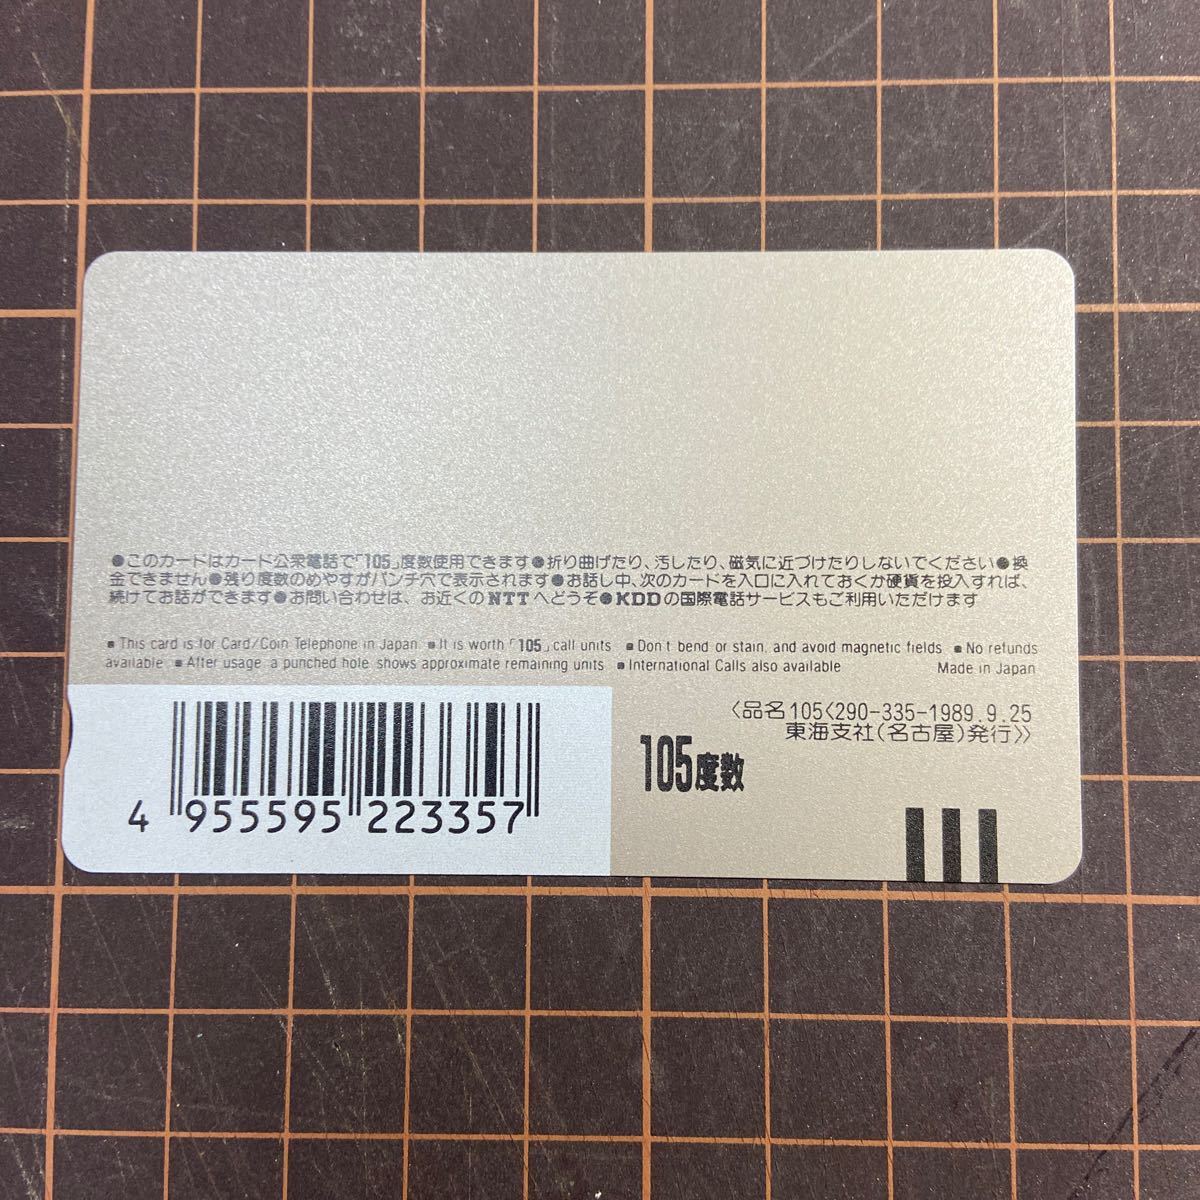 ●このカードはカード公衆電話で「105」度数使用できます●折り曲げたり、汚したり、磁気に近づけたりしないでください●換
金できません●残り度数のめやすがパンチ穴で表示されます●お話し中、次のカードを入口に入れておくか硬貨を投入すれば、
続けてお話ができます●お問い合わせは、お近くのNTTへどうぞ●KDDの国際電話サービスもご利用いただけます
■This card is for Card/Coin Telephone in Japan ■It is worth「105」call units ■Don't bend or stain, and avoid magnetic fields ■No refunds
available ■After usage, a punched hole shows approximate remaining units ■International Calls also available Made in Japan
〈品名105〈290-335-1989.9.25
東海支社(名古屋)発行〉〉
105度数
4 955595 223357